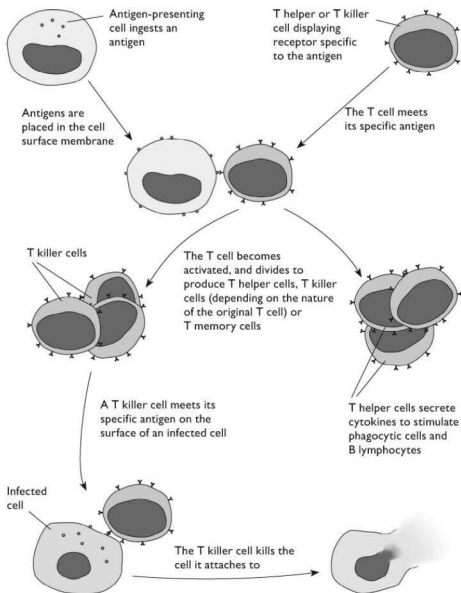 Antigen-presenting
cell ingests an
antigen
T helper or T killer
cell displaying
receptor specific
to the antigen
Antigens are
placed in the cell
surface membrane
The T cell meets
its specific antigen
T killer cells
The T cell becomes
activated, and divides to
produce T helper cells, T killer
cells (depending on the nature
of the original T cell) or
T memory cells
A T killer cell meets its
specific antigen on the
surface of an infected cell
T helper cells secrete
cytokines to stimulate
phagocytic cells and
B lymphocytes
Infected
cell
The T killer cell kills the
cell it attaches to